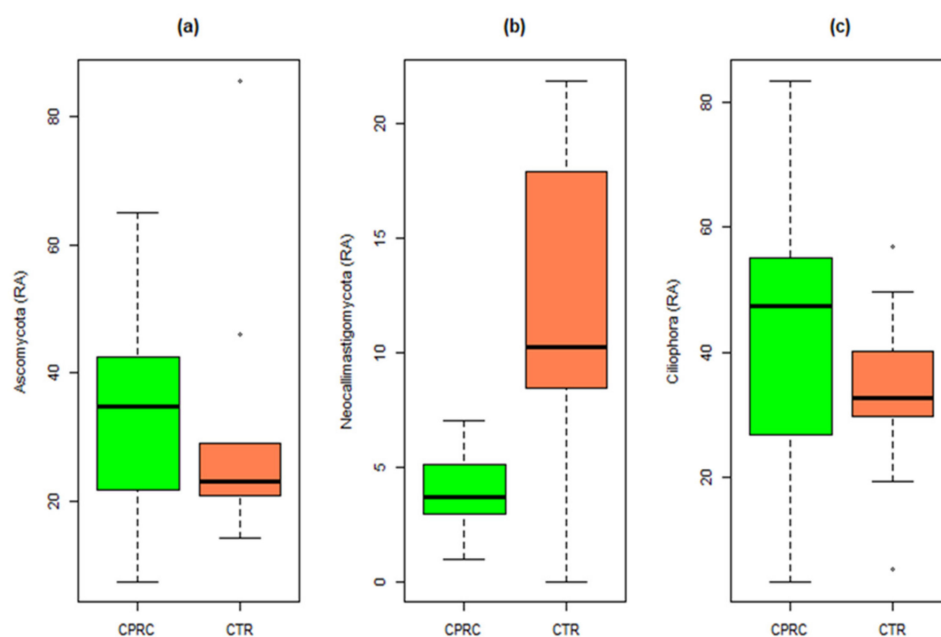 (a)
Ascomycota (RA)
80
60
40
20
CPRC CTR
(b)
Neocallimastigomycota (RA)
20
15
10
5
0
CPRC CTR
(c)
Ciliophora (RA)
80
60
40
20
CPRC CTR